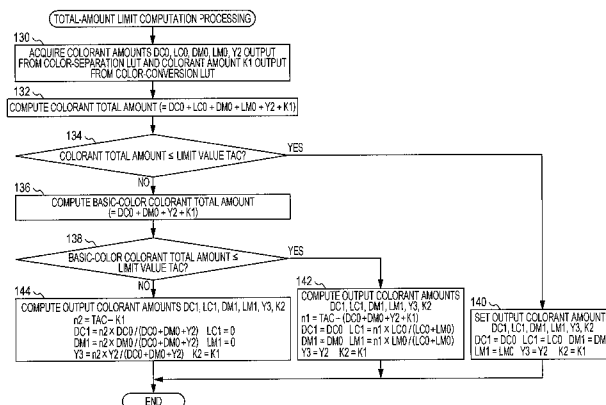 TOTAL-AMOUNT LIMIT COMPUTATION PROCESSING
130
ACQUIRE COLORANT AMOUNTS DC0, LC0, DM0, LM0, Y2 OUTPUT
FROM COLOR-SEPARATION LUT AND COLORANT AMOUNT K1 OUTPUT
FROM COLOR-CONVERSION LUT
132
COMPUTE COLORANT TOTAL AMOUNT (= DC0 + LC0 + DM0 + LM0 + Y2 + K1)
134
COLORANT TOTAL AMOUNT ≤ LIMIT VALUE TAC?
YES
NO
136
COMPUTE BASIC-COLOR COLORANT TOTAL AMOUNT
(= DC0 + DM0 + Y2 + K1)
138
BASIC-COLOR COLORANT TOTAL AMOUNT ≤
LIMIT VALUE TAC?
YES
NO
144
COMPUTE OUTPUT COLORANT AMOUNTS DC1, LC1, DM1, LM1, Y3, K2
n2 = TAC − K1
DC1 = n2 × DC0 / (DC0+DM0+Y2) LC1 = 0
DM1 = n2 × DM0 / (DC0+DM0+Y2) LM1 = 0
Y3 = n2 × Y2 / (DC0+DM0+Y2) K2 = K1
142
COMPUTE OUTPUT COLORANT AMOUNTS
DC1, LC1, DM1, LM1, Y3, K2
n1 = TAC − (DC0+DM0+Y2+K1)
DC1 = DC0 LC1 = n1 × LC0 / (LC0+LM0)
DM1 = DM0 LM1 = n1 × LM0 / (LC0+LM0)
Y3 = Y2 K2 = K1
140
SET OUTPUT COLORANT AMOUNT
DC1, LC1, DM1, LM1, Y3, K2
DC1 = DC0 LC1 = LC0 DM1 =
LM1 = LM0 Y3 = Y2 K2 = K1
END